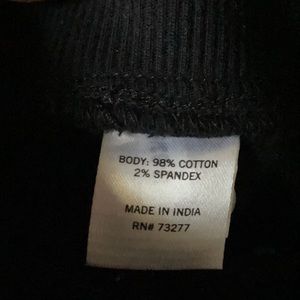 BODY: 98% COTTON
2% SPANDEX
MADE IN INDIA
RN# 73277